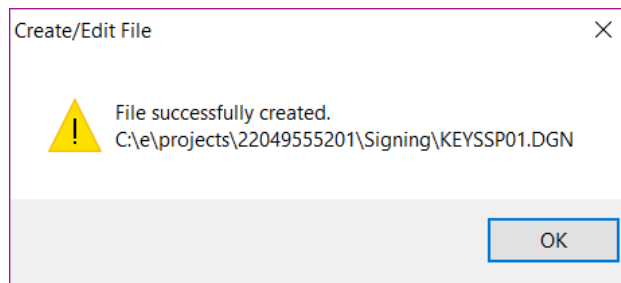 Create/Edit File
File successfully created.
C:\e\projects\22049555201\Signing\KEYSSP01.DGN
OK